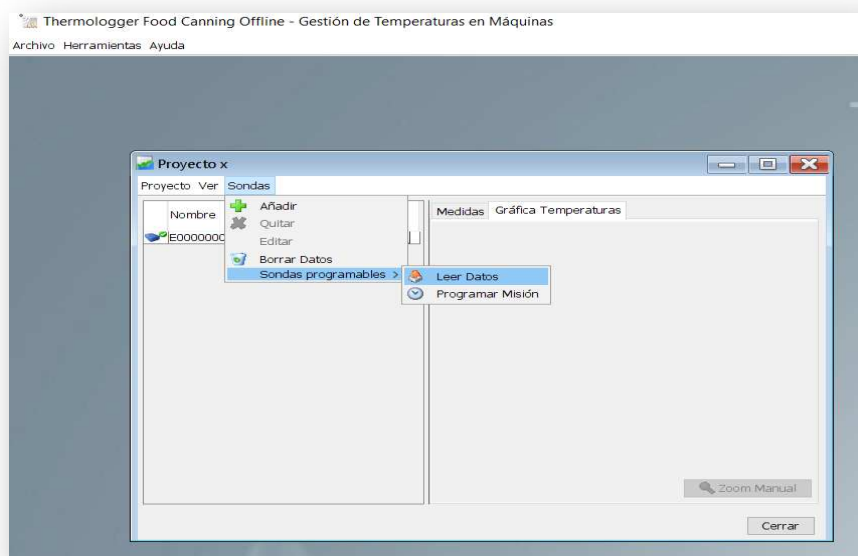 Thermologger Food Canning Offline - Gestión de Temperaturas en Máquinas
Archivo Herramientas Ayuda
Proyecto x
Proyecto Ver Sondas
Nombre
E0000000
Añadir
Quitar
Editar
Borrar Datos
Sondas programables >
Leer Datos
Programar Misión
Medidas Gráfica Temperaturas
Zoom Manual
Cerrar